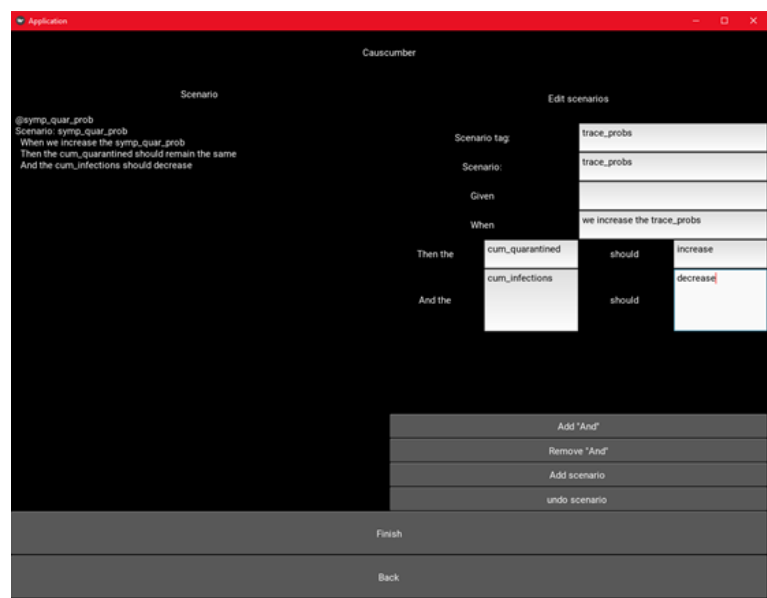 Application
Causcumber
Scenario
@symp_quar_prob
Scenario: symp_quar_prob
When we increase the symp_quar_prob
Then the cum_quarantined should remain the same
And the cum_infections should decrease
Edit scenarios
Scenario tag: trace_probs
Scenario: trace_probs
Given
When we increase the trace_probs
Then the cum_quarantined should increase
And the cum_infections should decrease
Add "And"
Remove "And"
Add scenario
undo scenario
Finish
Back